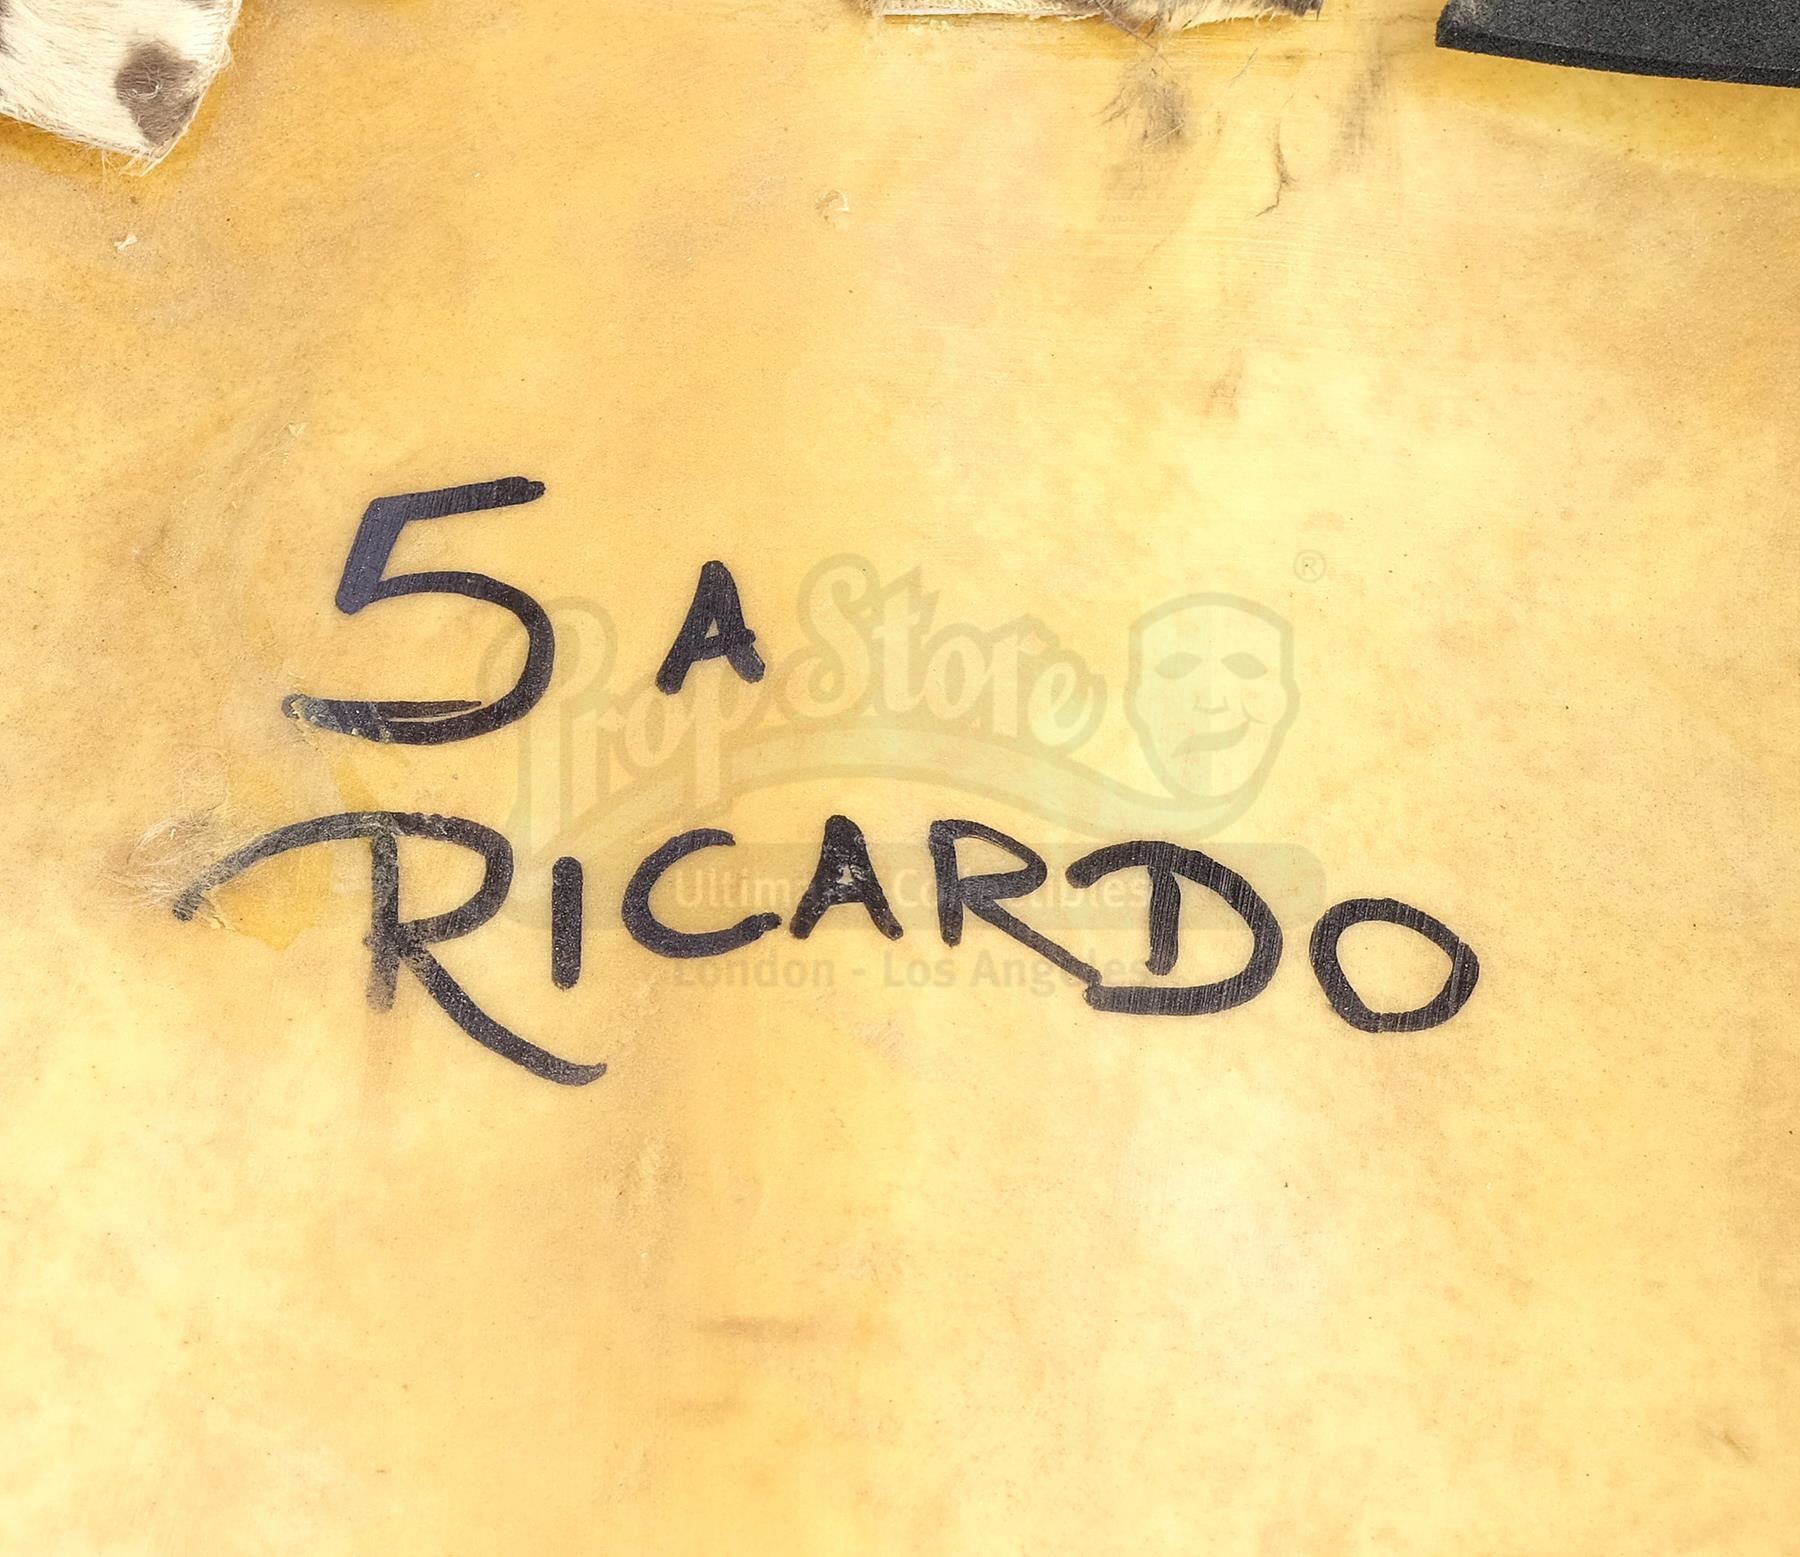 5A
RICARDO
Prop Store ®
Ultimate Collectibles
London - Los Angeles